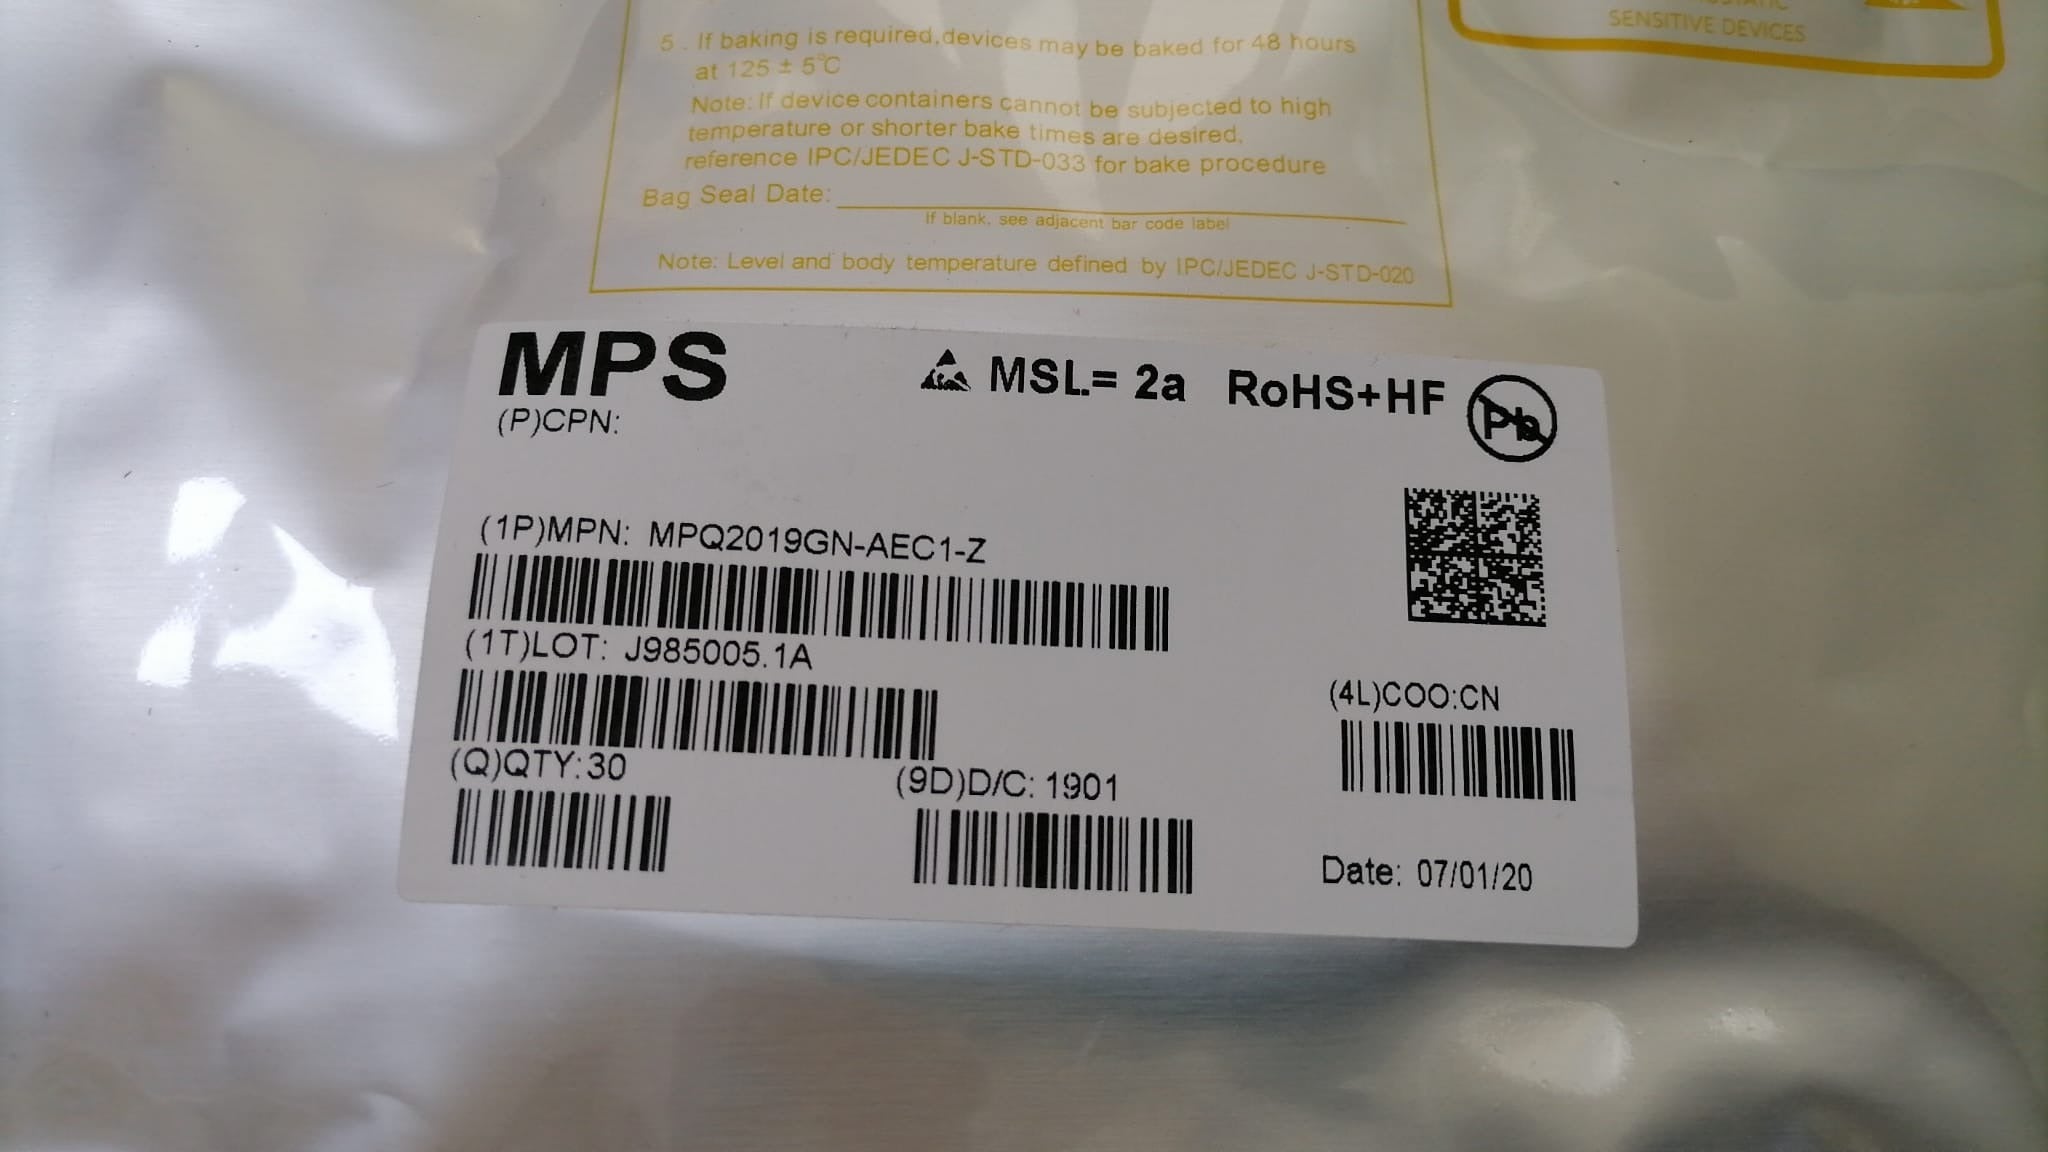 SENSITIVE DEVICES
5. If baking is required,devices may be baked for 48 hours
at 125 ± 5℃
Note: If device containers cannot be subjected to high
temperature or shorter bake times are desired,
reference IPC/JEDEC J-STD-033 for bake procedure
Bag Seal Date:
If blank, see adjacent bar code label
Note: Level and body temperature defined by IPC/JEDEC J-STD-020
MPS
MSL= 2a RoHS+HF Pb
(P)CPN:
(1P)MPN: MPQ2019GN-AEC1-Z
(1T)LOT: J985005.1A
(4L)COO:CN
(Q)QTY:30
(9D)D/C: 1901
Date: 07/01/20